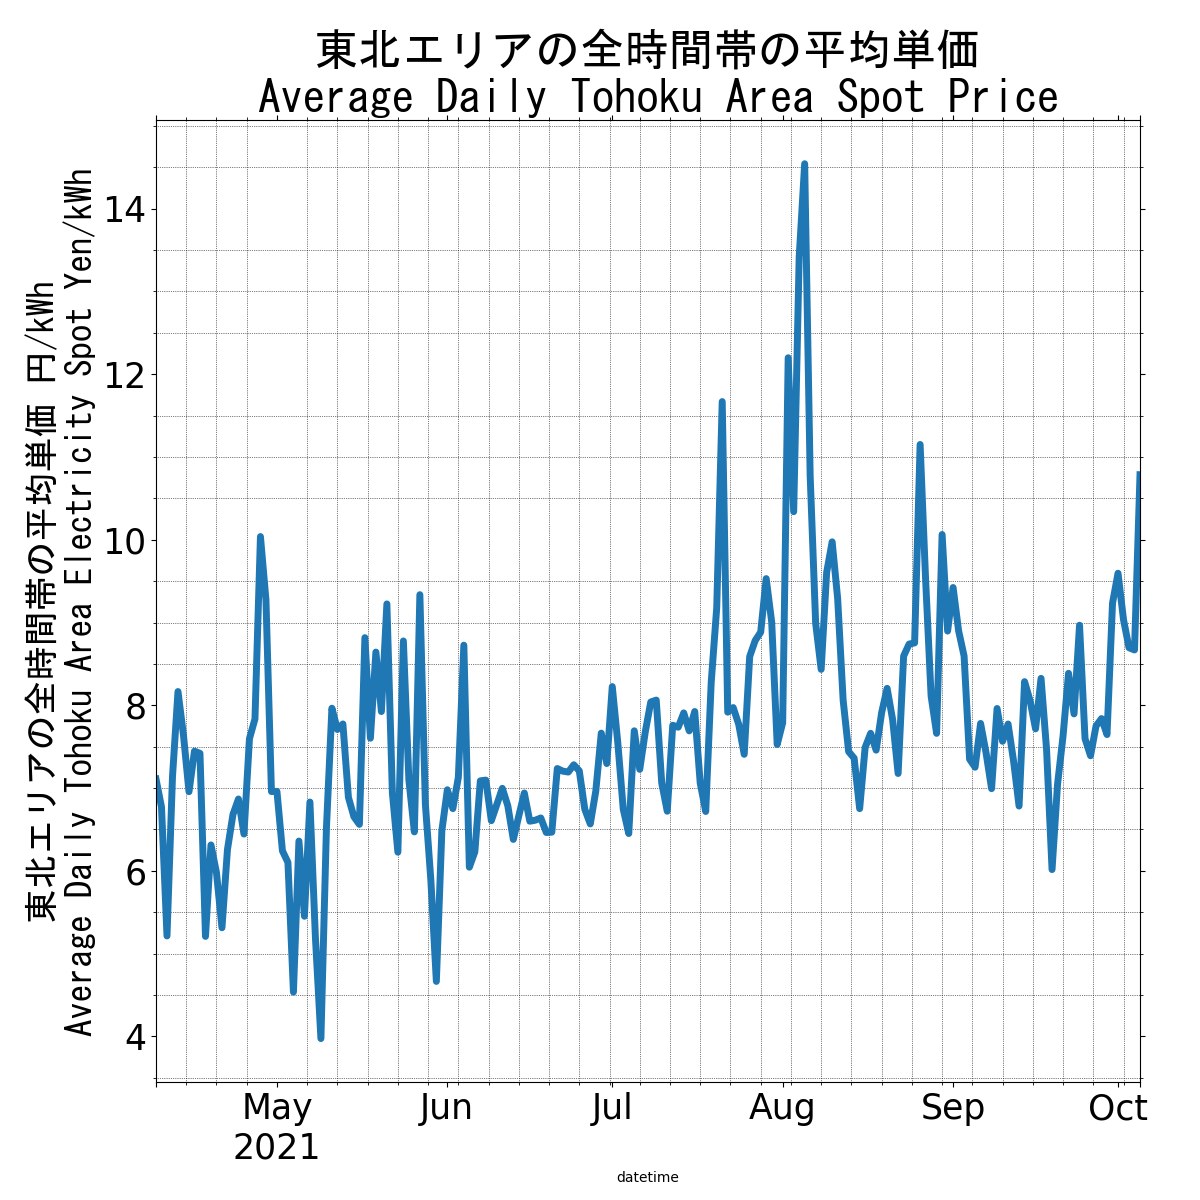 東北エリアの全時間帯の平均単価
Average Daily Tohoku Area Spot Price
東北エリアの全時間帯の平均単価 円/kWh
Average Daily Tohoku Area Electricity Spot Yen/kWh
14
12
10
8
6
4
May
2021
Jun
Jul
Aug
Sep
Oct
datetime